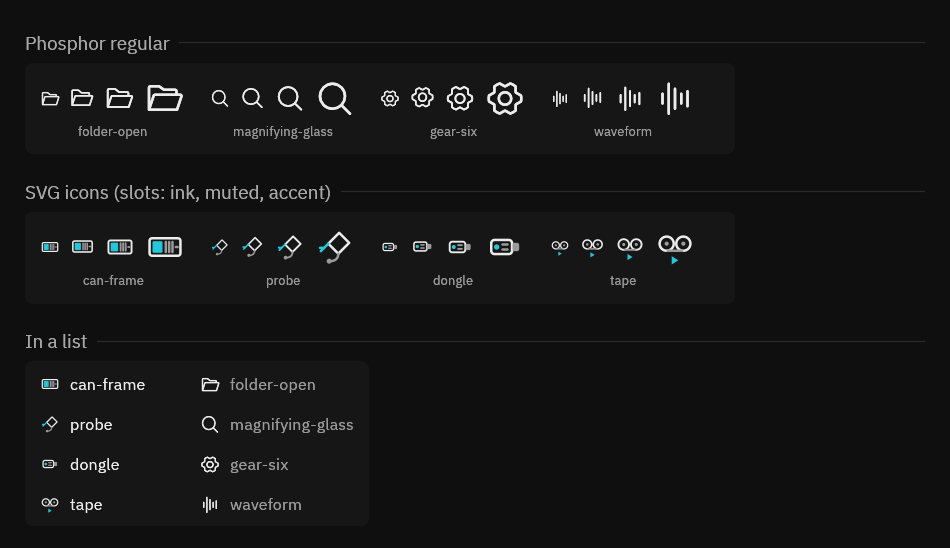 Phosphor regular
folder-open
magnifying-glass
gear-six
waveform
SVG icons (slots: ink, muted, accent)
can-frame
probe
dongle
tape
In a list
can-frame
folder-open
probe
magnifying-glass
dongle
gear-six
tape
waveform